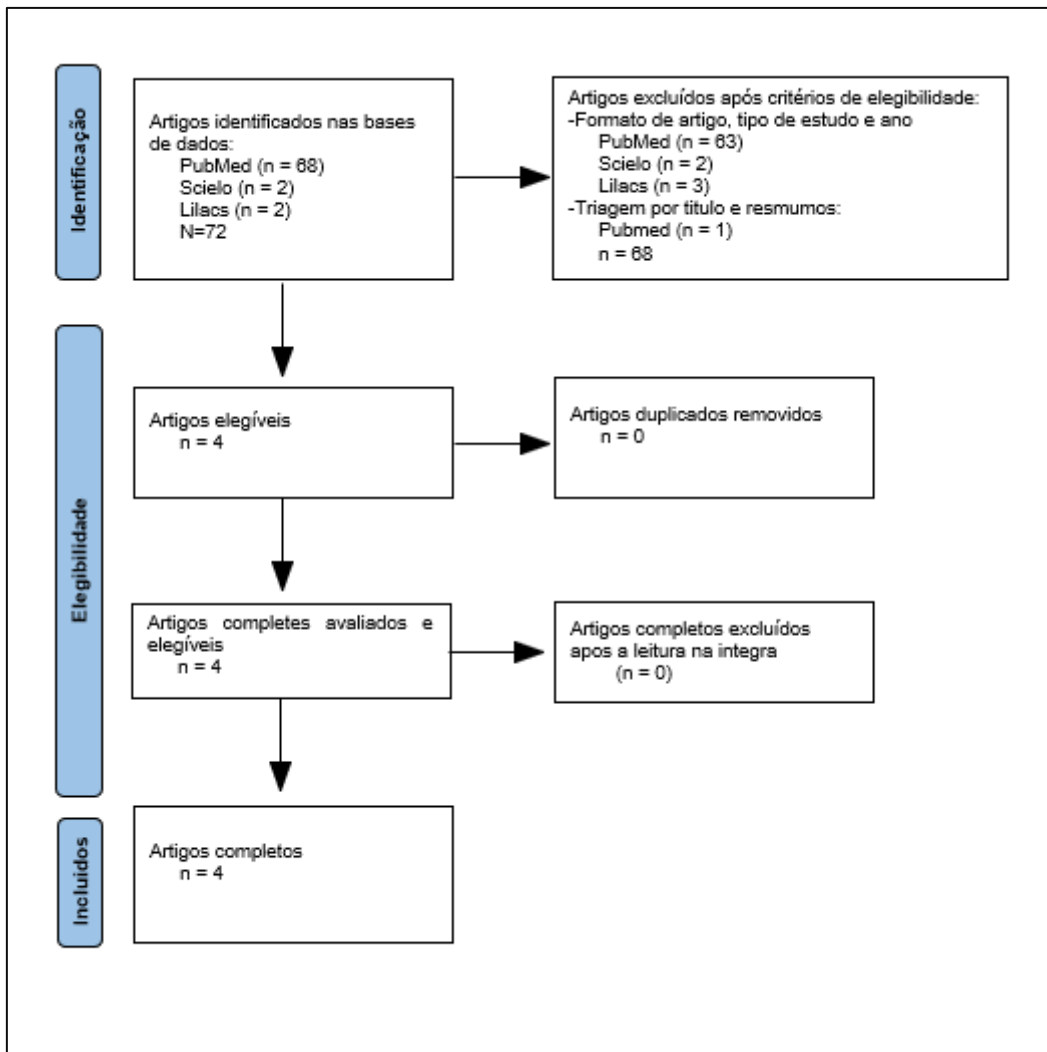 Identificação
Artigos identificados nas bases
de dados:
PubMed (n = 68)
Scielo (n = 2)
Lilacs (n = 2)
N=72
Artigos excluídos após critérios de elegibilidade:
-Formato de artigo, tipo de estudo e ano
PubMed (n = 63)
Scielo (n = 2)
Lilacs (n = 3)
-Triagem por titulo e resmumos:
Pubmed (n = 1)
n = 68
Elegibilidade
Artigos elegíveis
n = 4
Artigos duplicados removidos
n = 0
Artigos completes avaliados e
elegíveis
n = 4
Artigos completos excluídos
apos a leitura na integra
(n = 0)
Incluidos
Artigos completos
n = 4